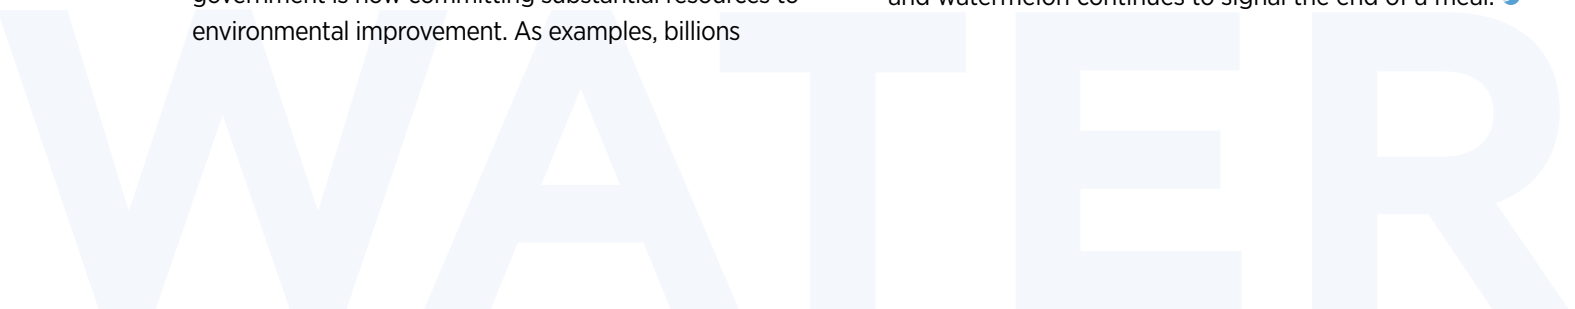 government is now committing substantial resources to
environmental improvement. As examples, billions
and watermelon continues to signal the end of a meal.
WATER